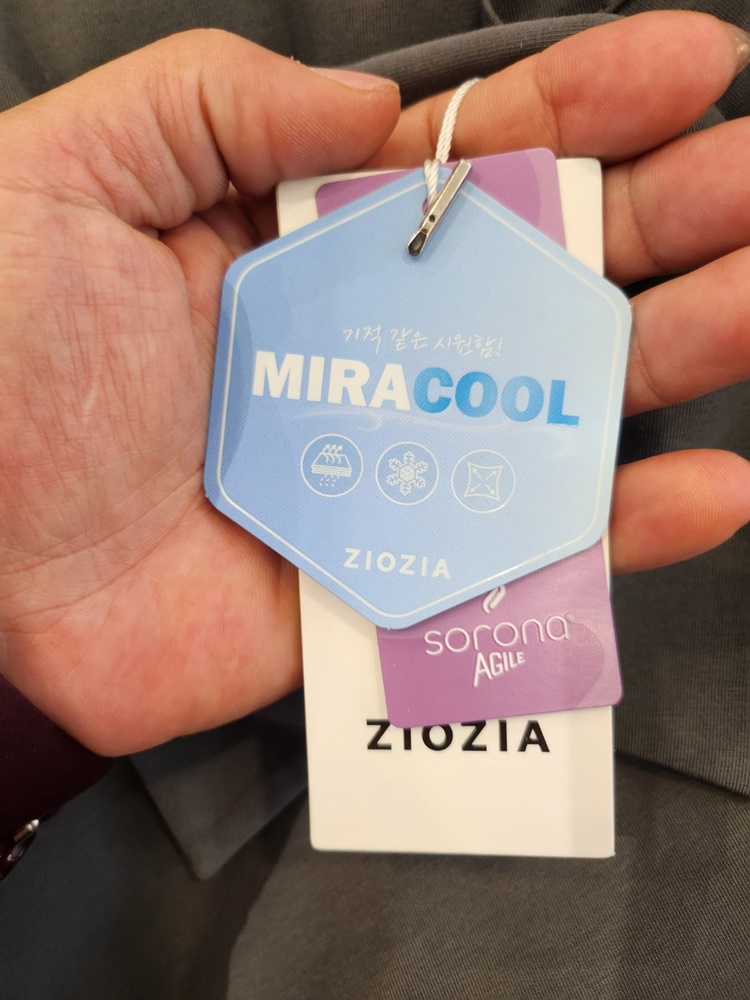 기적 같은 시원함!
MIRACOOL
ZIOZIA
sorona®
AGILE
ZIOZIA